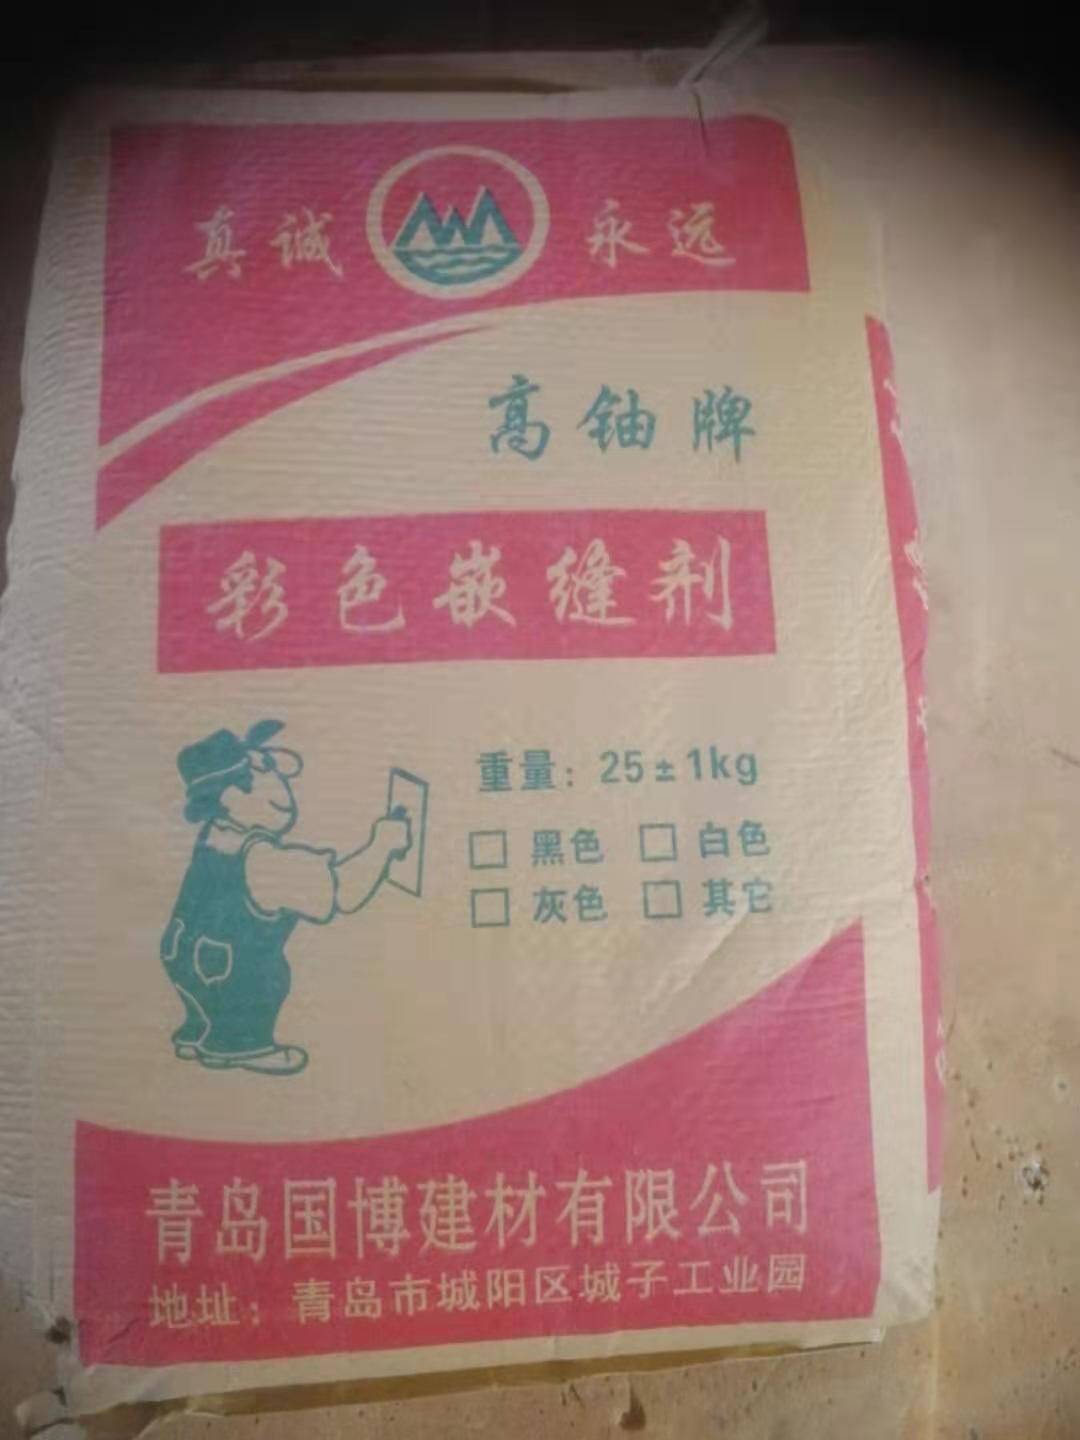 真诚 永远
高铀牌
彩色嵌缝剂
重量：25±1kg
□ 黑色 □ 白色
□ 灰色 □ 其它
青岛国博建材有限公司
地址：青岛市城阳区城子工业园